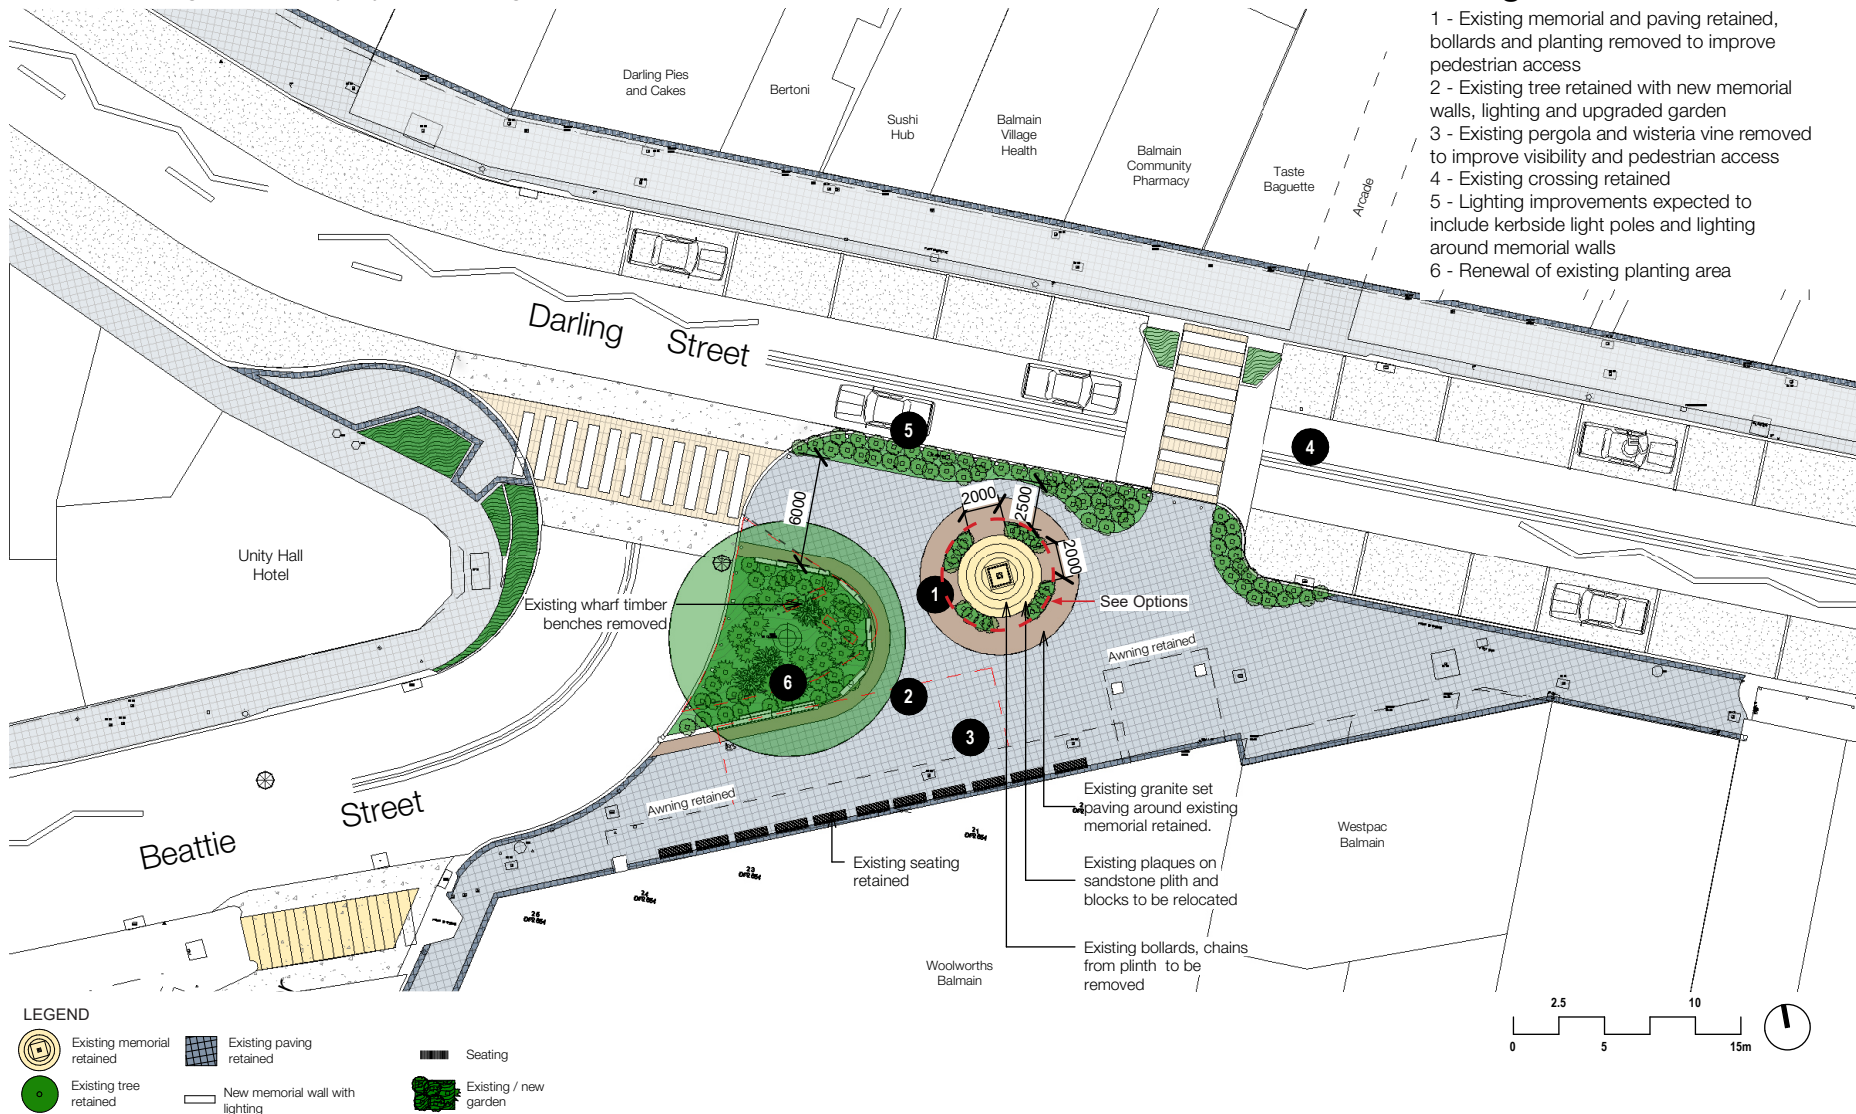 1 - Existing memorial and paving retained,
bollards and planting removed to improve
pedestrian access
2 - Existing tree retained with new memorial
walls, lighting and upgraded garden
3 - Existing pergola and wisteria vine removed
to improve visibility and pedestrian access
4 - Existing crossing retained
5 - Lighting improvements expected to
include kerbside light poles and lighting
around memorial walls
6 - Renewal of existing planting area
Darling Pies
and Cakes
Bertoni
Sushi
Hub
Balmain
Village
Health
Balmain
Community
Pharmacy
Taste
Baguette
Arcade
Darling Street
5
4
6000
2000
2500
2000
Unity Hall
Hotel
Existing wharf timber
benches removed
1
See Options
6
2
3
Awning retained
Awning retained
Beattie Street
Existing seating
retained
Existing granite set
paving around existing
memorial retained.
Existing plaques on
sandstone plith and
blocks to be relocated
Existing bollards, chains
from plinth to be
removed
Westpac
Balmain
Woolworths
Balmain
21
23
24
25
LEGEND
Existing memorial
retained
Existing paving
retained
Seating
Existing tree
retained
New memorial wall with
lighting
Existing / new
garden
2.5
10
0
5
15m